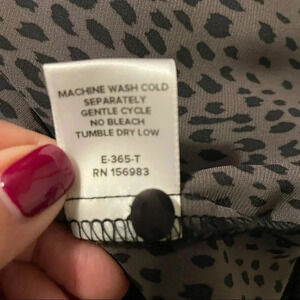 MACHINE WASH COLD
SEPARATELY
GENTLE CYCLE
NO BLEACH
TUMBLE DRY LOW
E-365-T
RN 156983